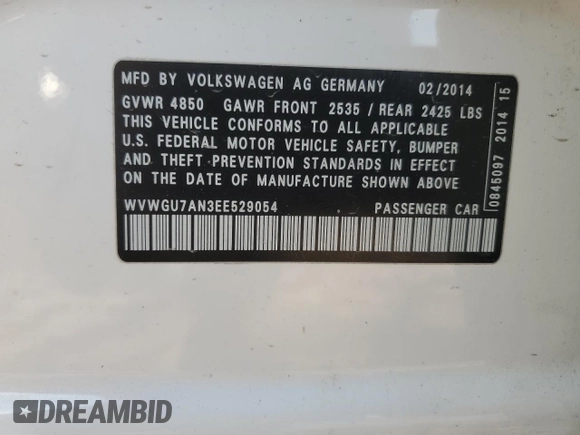 MFD BY VOLKSWAGEN AG GERMANY 02/2014
GVWR 4850 GAWR FRONT 2535 / REAR 2425 LBS
THIS VEHICLE CONFORMS TO ALL APPLICABLE
U.S. FEDERAL MOTOR VEHICLE SAFETY, BUMPER
AND THEFT PREVENTION STANDARDS IN EFFECT
ON THE DATE OF MANUFACTURE SHOWN ABOVE
WVWGU7AN3EE529054 PASSENGER CAR
0845097 2014 15
DREAMBID